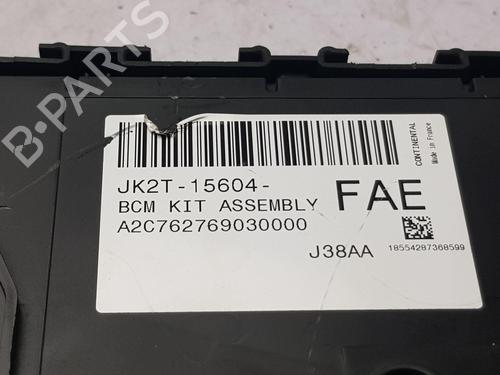 B-PARTS
JK2T-15604-
FAE
BCM KIT ASSEMBLY
A2C762769030000
J38AA
18554287368599
CONTINENTAL
Made in France